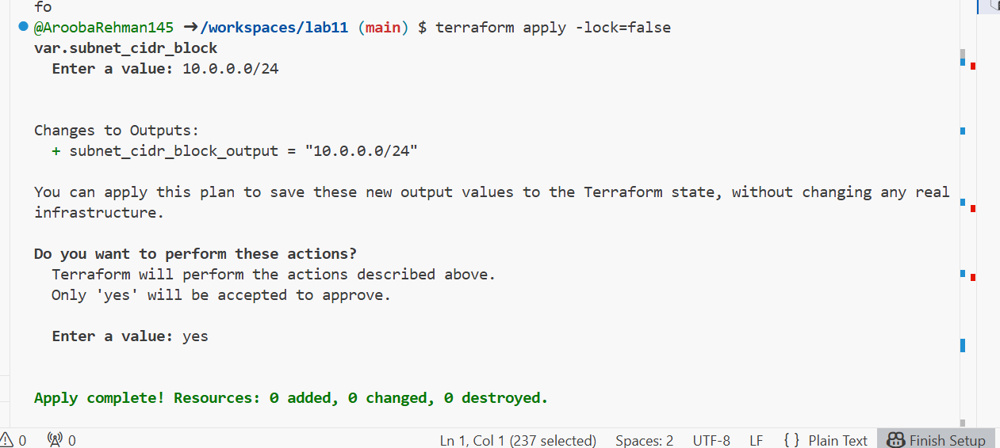 fo
@AroobaRehman145 ➜/workspaces/lab11 (main) $ terraform apply -lock=false
var.subnet_cidr_block
Enter a value: 10.0.0.0/24
Changes to Outputs:
+ subnet_cidr_block_output = "10.0.0.0/24"
You can apply this plan to save these new output values to the Terraform state, without changing any real
infrastructure.
Do you want to perform these actions?
Terraform will perform the actions described above.
Only 'yes' will be accepted to approve.
Enter a value: yes
Apply complete! Resources: 0 added, 0 changed, 0 destroyed.
0 0 Ln 1, Col 1 (237 selected) Spaces: 2 UTF-8 LF { } Plain Text Finish Setup